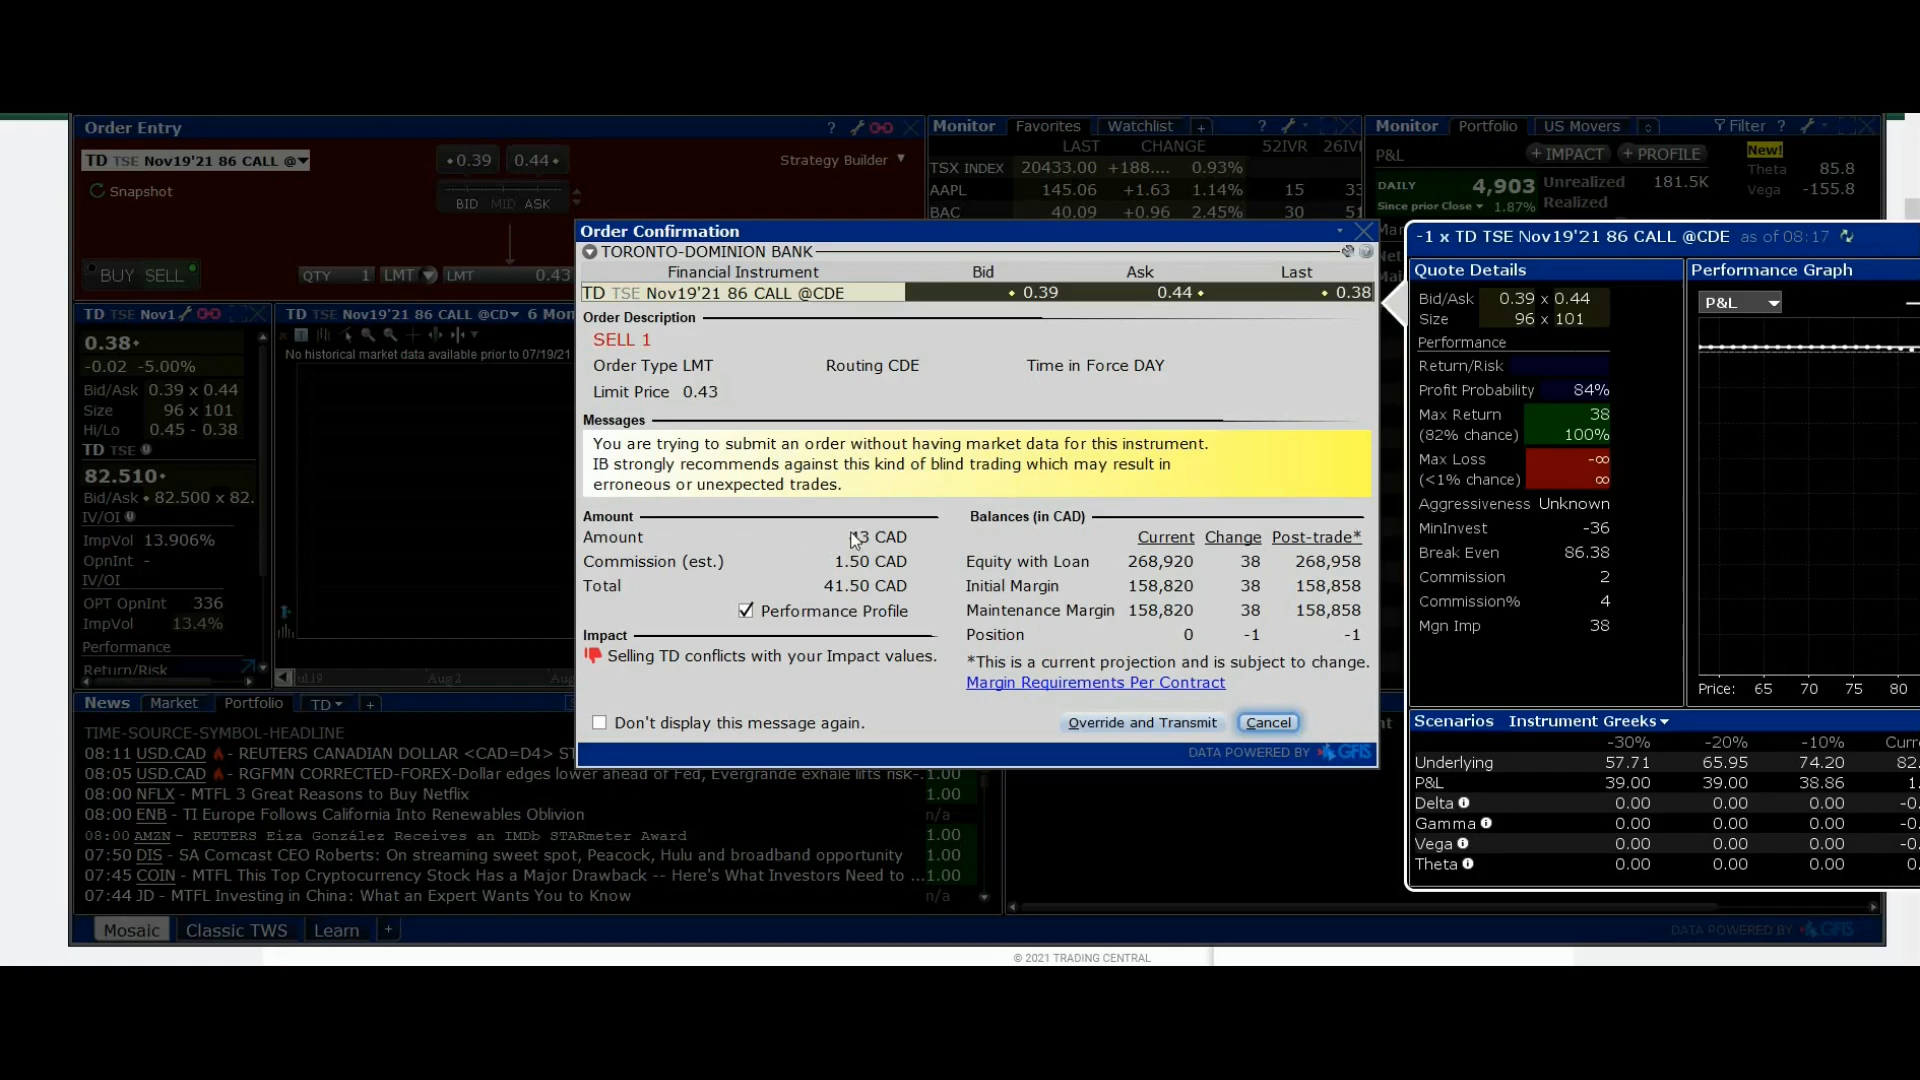 Order Entry
TD TSE Nov19'21 86 CALL @
0.39
0.44
Strategy Builder
Snapshot
BID MID ASK
BUY SELL
QTY 1 LMT LMT 0.43
Monitor Favorites Watchlist +
LAST CHANGE 52IVR 26IV
TSX INDEX 20433.00 +188.... 0.93%
AAPL 145.06 +1.63 1.14% 15 33
BAC 40.09 +0.96 2.45% 30 51
Monitor Portfolio US Movers Filter ?
P&L + IMPACT + PROFILE New!
Theta 85.8
Vega -155.8
DAILY 4,903 Unrealized 181.5K
Since prior Close 1.87% Realized
TD TSE Nov1
0.38
-0.02 -5.00%
Bid/Ask 0.39 x 0.44
Size 96 x 101
Hi/Lo 0.45 - 0.38
TD TSE
82.510
Bid/Ask 82.500 x 82.
IV/OI
ImpVol 13.906%
OpnInt -
IV/OI
OPT OpnInt 336
ImpVol 13.4%
Performance
Return/Risk
TD TSE Nov19'21 86 CALL @CD 6 Mon
No historical market data available prior to 07/19/21
ul19 Aug 2 Aug
Order Confirmation
TORONTO-DOMINION BANK
Financial Instrument Bid Ask Last
TD TSE Nov19'21 86 CALL @CDE 0.39 0.44 0.38
Order Description
SELL 1
Order Type LMT Routing CDE Time in Force DAY
Limit Price 0.43
Messages
You are trying to submit an order without having market data for this instrument.
IB strongly recommends against this kind of blind trading which may result in
erroneous or unexpected trades.
Amount
Amount CAD
Commission (est.) 1.50 CAD
Total 41.50 CAD
Performance Profile
Impact
Selling TD conflicts with your Impact values.
Balances (in CAD)
Current Change Post-trade*
Equity with Loan 268,920 38 268,958
Initial Margin 158,820 38 158,858
Maintenance Margin 158,820 38 158,858
Position 0 -1 -1
*This is a current projection and is subject to change.
Margin Requirements Per Contract
Don't display this message again.
Override and Transmit Cancel
DATA POWERED BY GFIS
-1 x TD TSE Nov19'21 86 CALL @CDE as of 08:17
Quote Details
Bid/Ask 0.39 x 0.44
Size 96 x 101
Performance
Return/Risk
Profit Probability 84%
Max Return 38
(82% chance) 100%
Max Loss -∞
(<1% chance) ∞
Aggressiveness Unknown
MinInvest -36
Break Even 86.38
Commission 2
Commission% 4
Mgn Imp 38
Performance Graph
P&L
Price: 65 70 75 80
Scenarios Instrument Greeks
-30% -20% -10% Curr
Underlying 57.71 65.95 74.20 82.
P&L 39.00 39.00 38.86 1.
Delta 0.00 0.00 0.00 -0.
Gamma 0.00 0.00 0.00 -0.
Vega 0.00 0.00 0.00 -0.
Theta 0.00 0.00 0.00 0.
News Market Portfolio TD +
TIME-SOURCE-SYMBOL-HEADLINE
08:11 USD.CAD - REUTERS CANADIAN DOLLAR <CAD=D4> ST
08:05 USD.CAD - RGFMN CORRECTED-FOREX-Dollar edges lower ahead of Fed, Evergrande exhale lifts risk-.. 1.00
08:00 NFLX - MTFL 3 Great Reasons to Buy Netflix 1.00
08:00 ENB - TI Europe Follows California Into Renewables Oblivion n/a
08:00 AMZN - REUTERS Eiza González Receives an IMDb STARmeter Award 1.00
07:50 DIS - SA Comcast CEO Roberts: On streaming sweet spot, Peacock, Hulu and broadband opportunity 1.00
07:45 COIN - MTFL This Top Cryptocurrency Stock Has a Major Drawback -- Here's What Investors Need to ... 1.00
07:44 JD - MTFL Investing in China: What an Expert Wants You to Know n/a
Mosaic Classic TWS Learn +
DATA POWERED BY GFIS
© 2021 TRADING CENTRAL